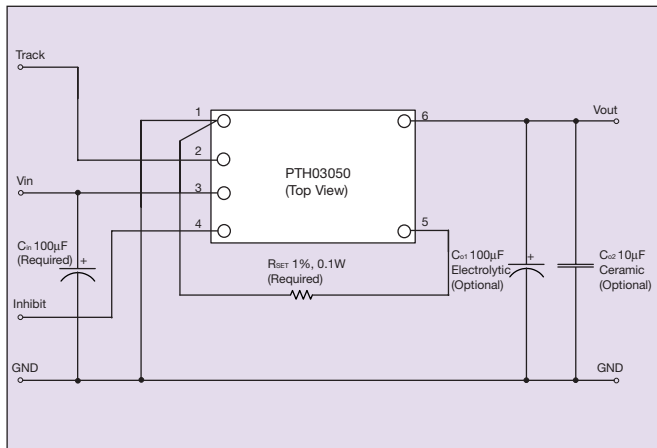 Track
1
6
Vout
2
PTH03050
(Top View)
Vin
3
4
5
Cin 100µF
(Required)
RSET 1%, 0.1W
(Required)
Co1 100µF
Electrolytic
(Optional)
Co2 10µF
Ceramic
(Optional)
+
+
Inhibit
GND
GND